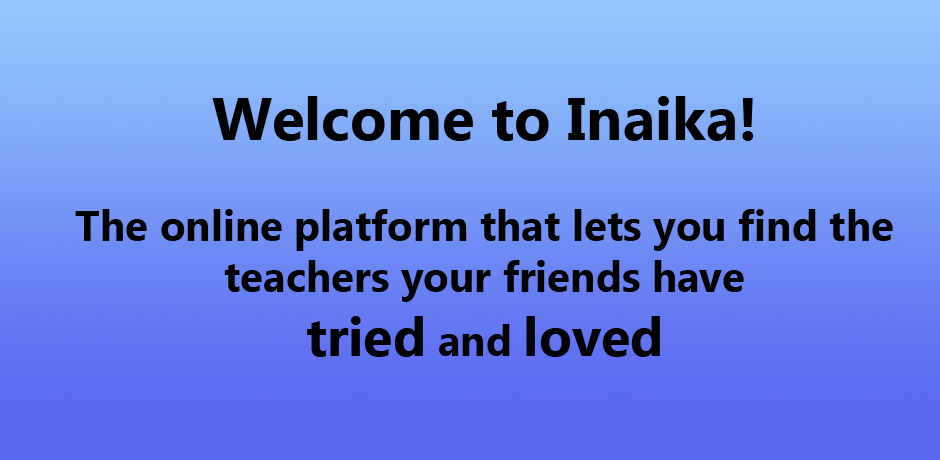 Welcome to Inaika!
The online platform that lets you find the
teachers your friends have
tried and loved